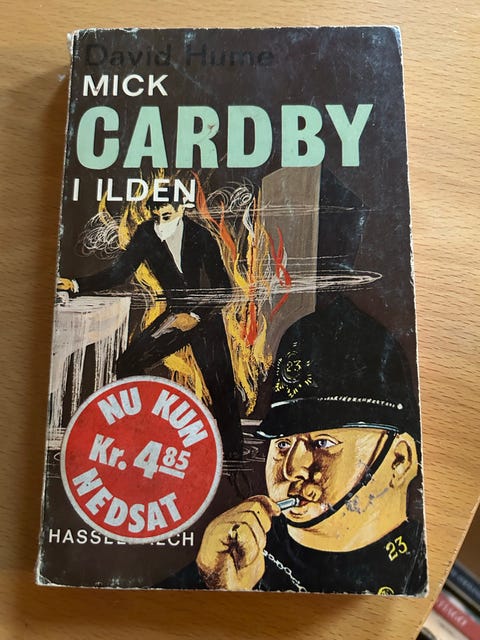 David Hume
MICK
CARDBY
I ILDEN
23
NU KUN
Kr. 4 85
NEDSAT
23